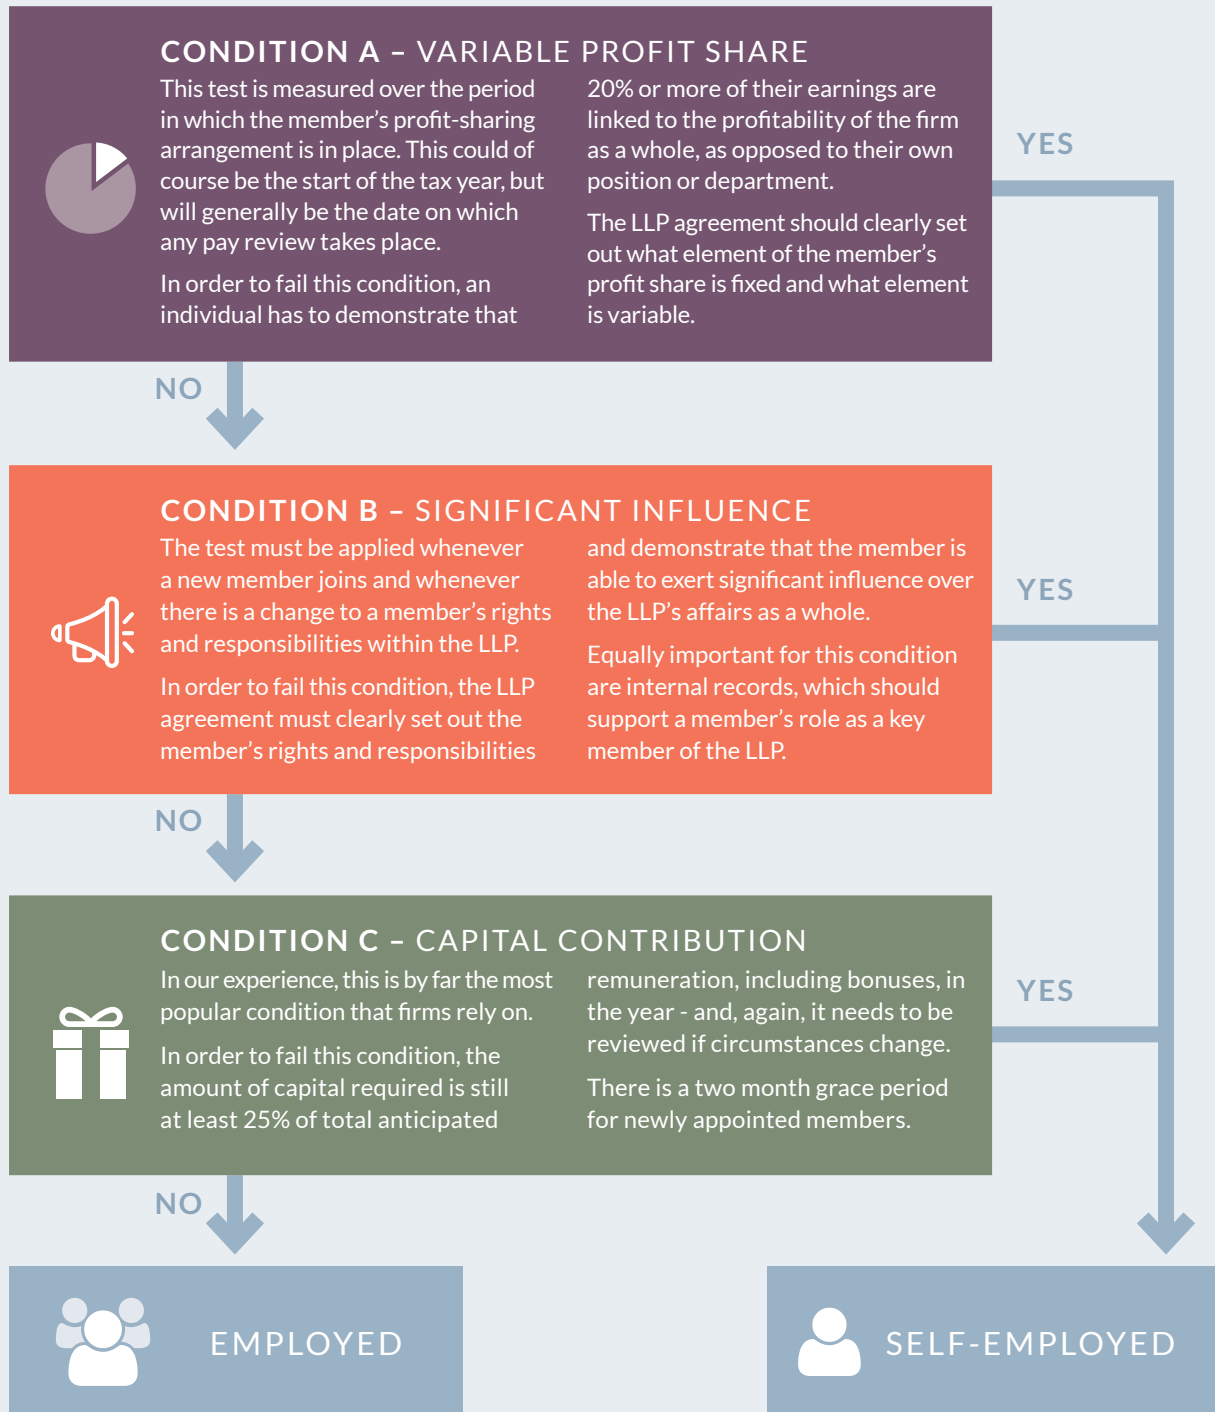 CONDITION A – VARIABLE PROFIT SHARE
This test is measured over the period
in which the member’s profit-sharing
arrangement is in place. This could of
course be the start of the tax year, but
will generally be the date on which
any pay review takes place.
In order to fail this condition, an
individual has to demonstrate that
20% or more of their earnings are
linked to the profitability of the firm
as a whole, as opposed to their own
position or department.
The LLP agreement should clearly set
out what element of the member’s
profit share is fixed and what element
is variable.
YES
NO
CONDITION B – SIGNIFICANT INFLUENCE
The test must be applied whenever
a new member joins and whenever
there is a change to a member’s rights
and responsibilities within the LLP.
In order to fail this condition, the LLP
agreement must clearly set out the
member’s rights and responsibilities
and demonstrate that the member is
able to exert significant influence over
the LLP’s affairs as a whole.
Equally important for this condition
are internal records, which should
support a member’s role as a key
member of the LLP.
YES
NO
CONDITION C – CAPITAL CONTRIBUTION
In our experience, this is by far the most
popular condition that firms rely on.
In order to fail this condition, the
amount of capital required is still
at least 25% of total anticipated
remuneration, including bonuses, in
the year - and, again, it needs to be
reviewed if circumstances change.
There is a two month grace period
for newly appointed members.
YES
NO
EMPLOYED
SELF-EMPLOYED